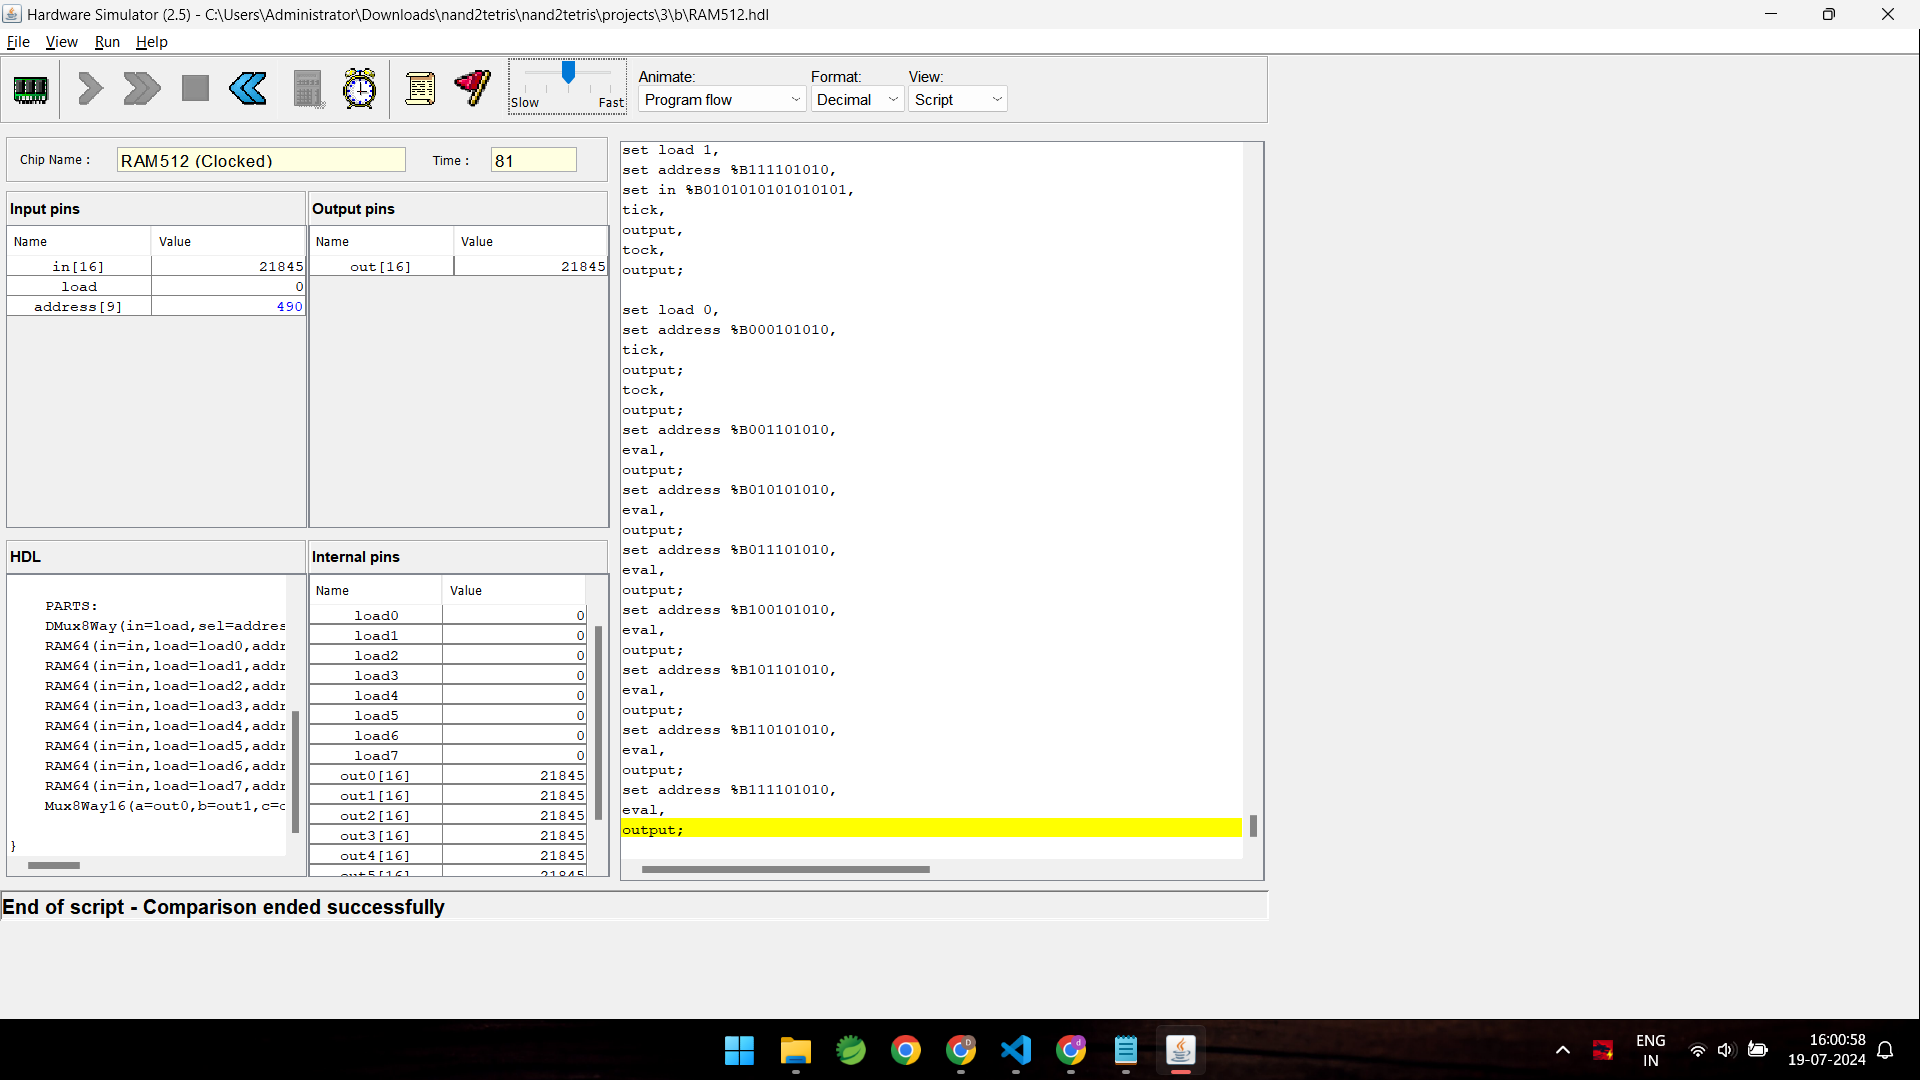 Hardware Simulator (2.5) - C:\Users\Administrator\Downloads\nand2tetris\nand2tetris\projects\3\b\RAM512.hdl
File View Run Help
Slow Fast
Animate: Format: View:
Program flow Decimal Script
Chip Name : RAM512 (Clocked) Time : 81
Input pins
Name Value
in[16] 21845
load 0
address[9] 490
Output pins
Name Value
out[16] 21845
HDL
PARTS:
DMux8Way(in=load,sel=addres
RAM64(in=in,load=load0,addr
RAM64(in=in,load=load1,addr
RAM64(in=in,load=load2,addr
RAM64(in=in,load=load3,addr
RAM64(in=in,load=load4,addr
RAM64(in=in,load=load5,addr
RAM64(in=in,load=load6,addr
RAM64(in=in,load=load7,addr
Mux8Way16(a=out0,b=out1,c=
}
Internal pins
Name Value
load0 0
load1 0
load2 0
load3 0
load4 0
load5 0
load6 0
load7 0
out0[16] 21845
out1[16] 21845
out2[16] 21845
out3[16] 21845
out4[16] 21845
out5[16] 21845
set load 1,
set address %B111101010,
set in %B0101010101010101,
tick,
output,
tock,
output;
set load 0,
set address %B000101010,
tick,
output;
tock,
output;
set address %B001101010,
eval,
output;
set address %B010101010,
eval,
output;
set address %B011101010,
eval,
output;
set address %B100101010,
eval,
output;
set address %B101101010,
eval,
output;
set address %B110101010,
eval,
output;
set address %B111101010,
eval,
output;
End of script - Comparison ended successfully
ENG
IN
16:00:58
19-07-2024